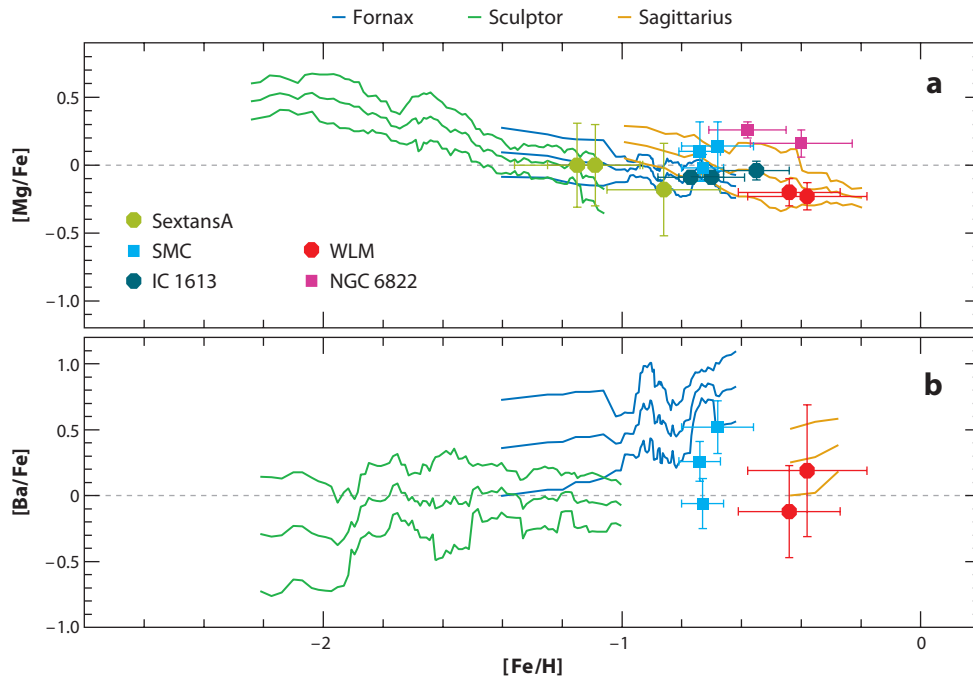 Fornax Sculptor Sagittarius
a
[Mg/Fe]
0.5
0
−0.5
−1.0
SextansA
SMC WLM
IC 1613 NGC 6822
b
[Ba/Fe]
1.0
0.5
0
−0.5
−1.0
−2 −1 0
[Fe/H]